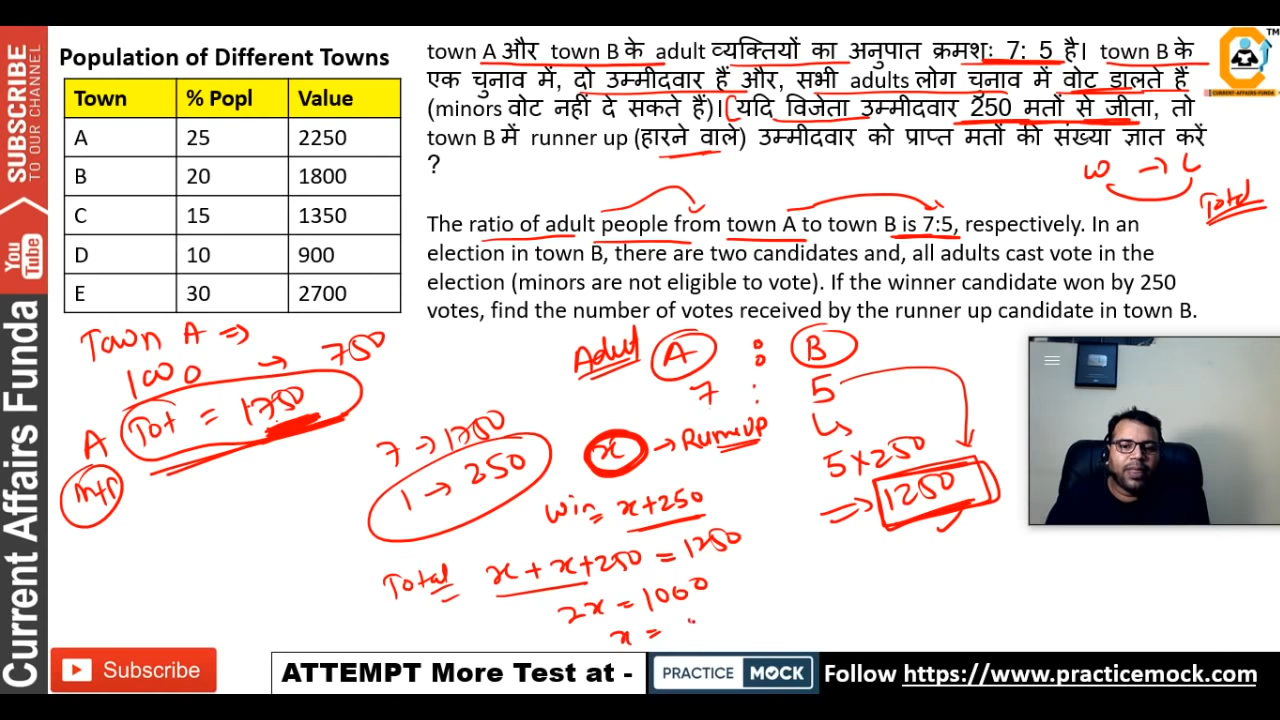 SUBSCRIBE
TO OUR CHANNEL
You Tube
Current Affairs Funda
Population of Different Towns
Town % Popl Value
A 25 2250
B 20 1800
C 15 1350
D 10 900
E 30 2700
town A और town B के adult व्यक्तियों का अनुपात क्रमशः 7: 5 है। town B के
एक चुनाव में, दो उम्मीदवार हैं और, सभी adults लोग चुनाव में वोट डालते हैं
(minors वोट नहीं दे सकते हैं)। यदि विजेता उम्मीदवार 250 मतों से जीता, तो
town B में runner up (हारने वाले) उम्मीदवार को प्राप्त मतों की संख्या ज्ञात करें
?
W → L
Total
The ratio of adult people from town A to town B is 7:5, respectively. In an
election in town B, there are two candidates and, all adults cast vote in the
election (minors are not eligible to vote). If the winner candidate won by 250
votes, find the number of votes received by the runner up candidate in town B.
TM
CURRENT-AFFAIRS-FUNDA
Town A ⇒
1000 → 750
A Tot = 1750
7 → 1750
1 → 250
Adult A : B
7 : 5
x → Runup
5 × 250
⇒ 1250
Win = x+250
Total x + x + 250 = 1250
2x = 1000
x =
Subscribe
ATTEMPT More Test at -
PRACTICE MOCK
Follow https://www.practicemock.com